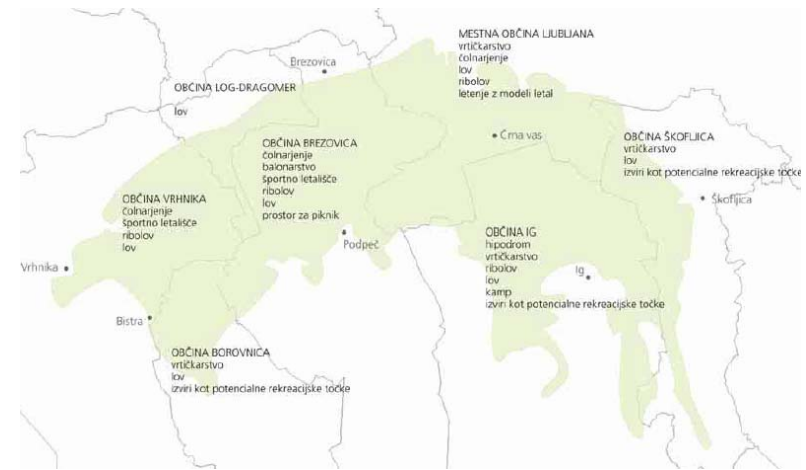 MESTNA OBČINA LJUBLJANA
vrtičkarstvo
čolnarjenje
lov
ribolov
letenje z modeli letal
Brezovica
OBČINA LOG-DRAGOMER
lov
Črna vas
OBČINA BREZOVICA
čolnarjenje
balonarstvo
športno letališče
ribolov
lov
prostor za piknik
OBČINA ŠKOFLJICA
vrtičkarstvo
lov
izviri kot potencialne rekreacijske točke
Škofljica
OBČINA VRHNIKA
čolnarjenje
športno letališče
ribolov
lov
Podpeč
OBČINA IG
hipodrom
vrtičkarstvo
ribolov
lov
kamp
izviri kot potencialne rekreacijske točke
Ig
Vrhnika
Bistra
OBČINA BOROVNICA
vrtičkarstvo
lov
izviri kot potencialne rekreacijske točke